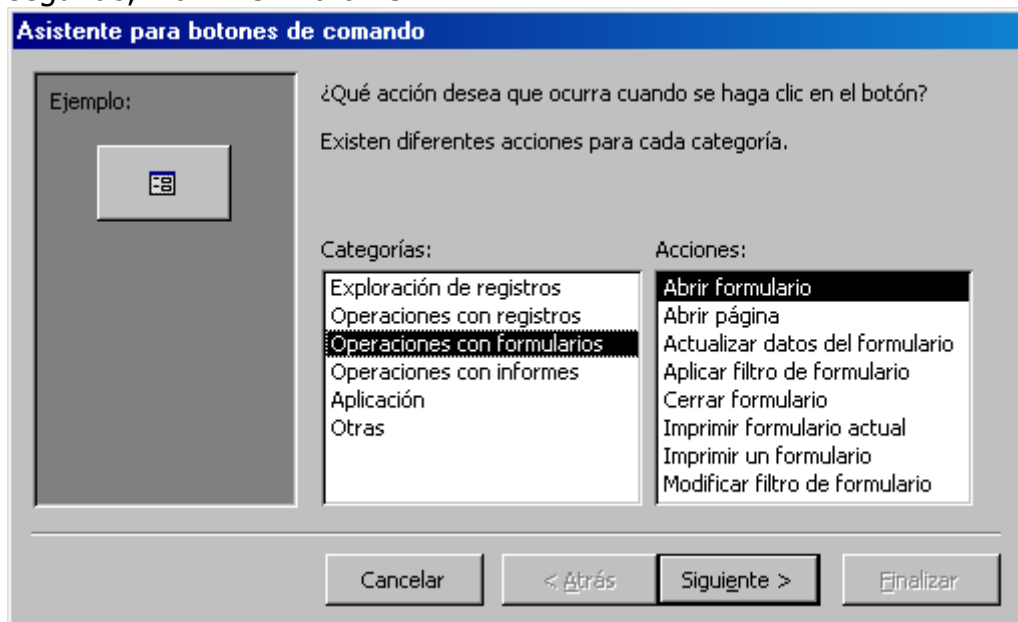 Asistente para botones de comando
Ejemplo:
¿Qué acción desea que ocurra cuando se haga clic en el botón?
Existen diferentes acciones para cada categoría.
Categorías:
Exploración de registros
Operaciones con registros
Operaciones con formularios
Operaciones con informes
Aplicación
Otras
Acciones:
Abrir formulario
Abrir página
Actualizar datos del formulario
Aplicar filtro de formulario
Cerrar formulario
Imprimir formulario actual
Imprimir un formulario
Modificar filtro de formulario
Cancelar
< Atrás
Siguiente >
Finalizar